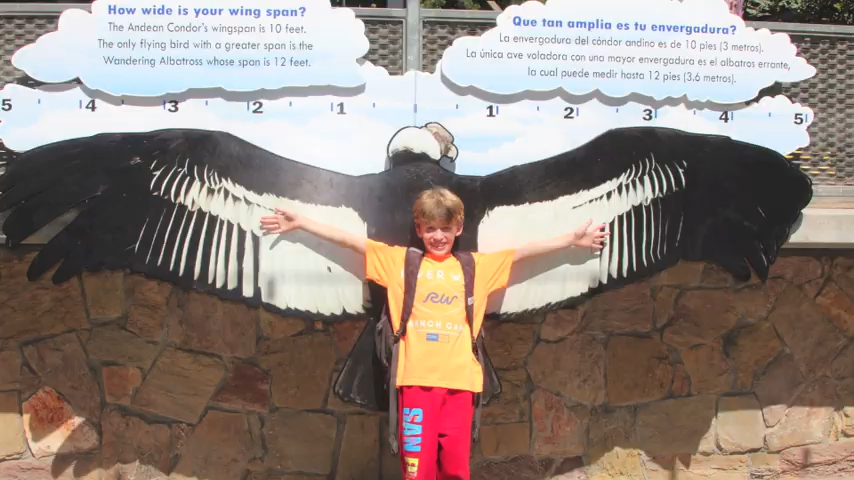 How wide is your wing span?
The Andean Condor's wingspan is 10 feet.
The only flying bird with a greater span is the
Wandering Albatross whose span is 12 feet.
Que tan amplia es tu envergadura?
La envergadura del cóndor andino es de 10 pies (3 metros).
La única ave voladora con una mayor envergadura es el albatros errante,
la cual puede medir hasta 12 pies (3.6 metros).
5 4 3 2 1 1 2 3 4 5
RW
SAN